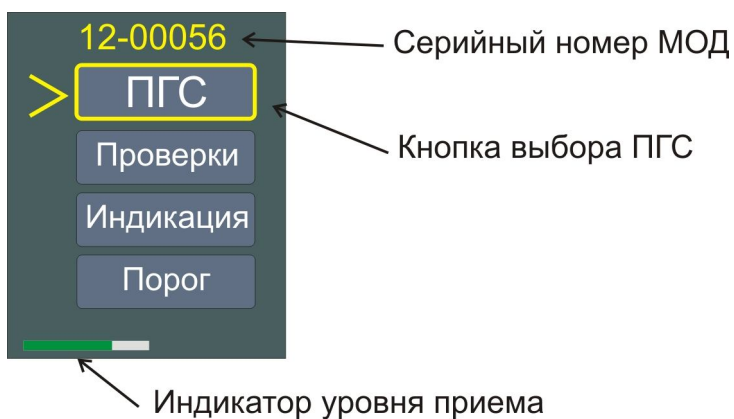 12-00056
Серийный номер МОД
ПГС
Кнопка выбора ПГС
Проверки
Индикация
Порог
Индикатор уровня приема